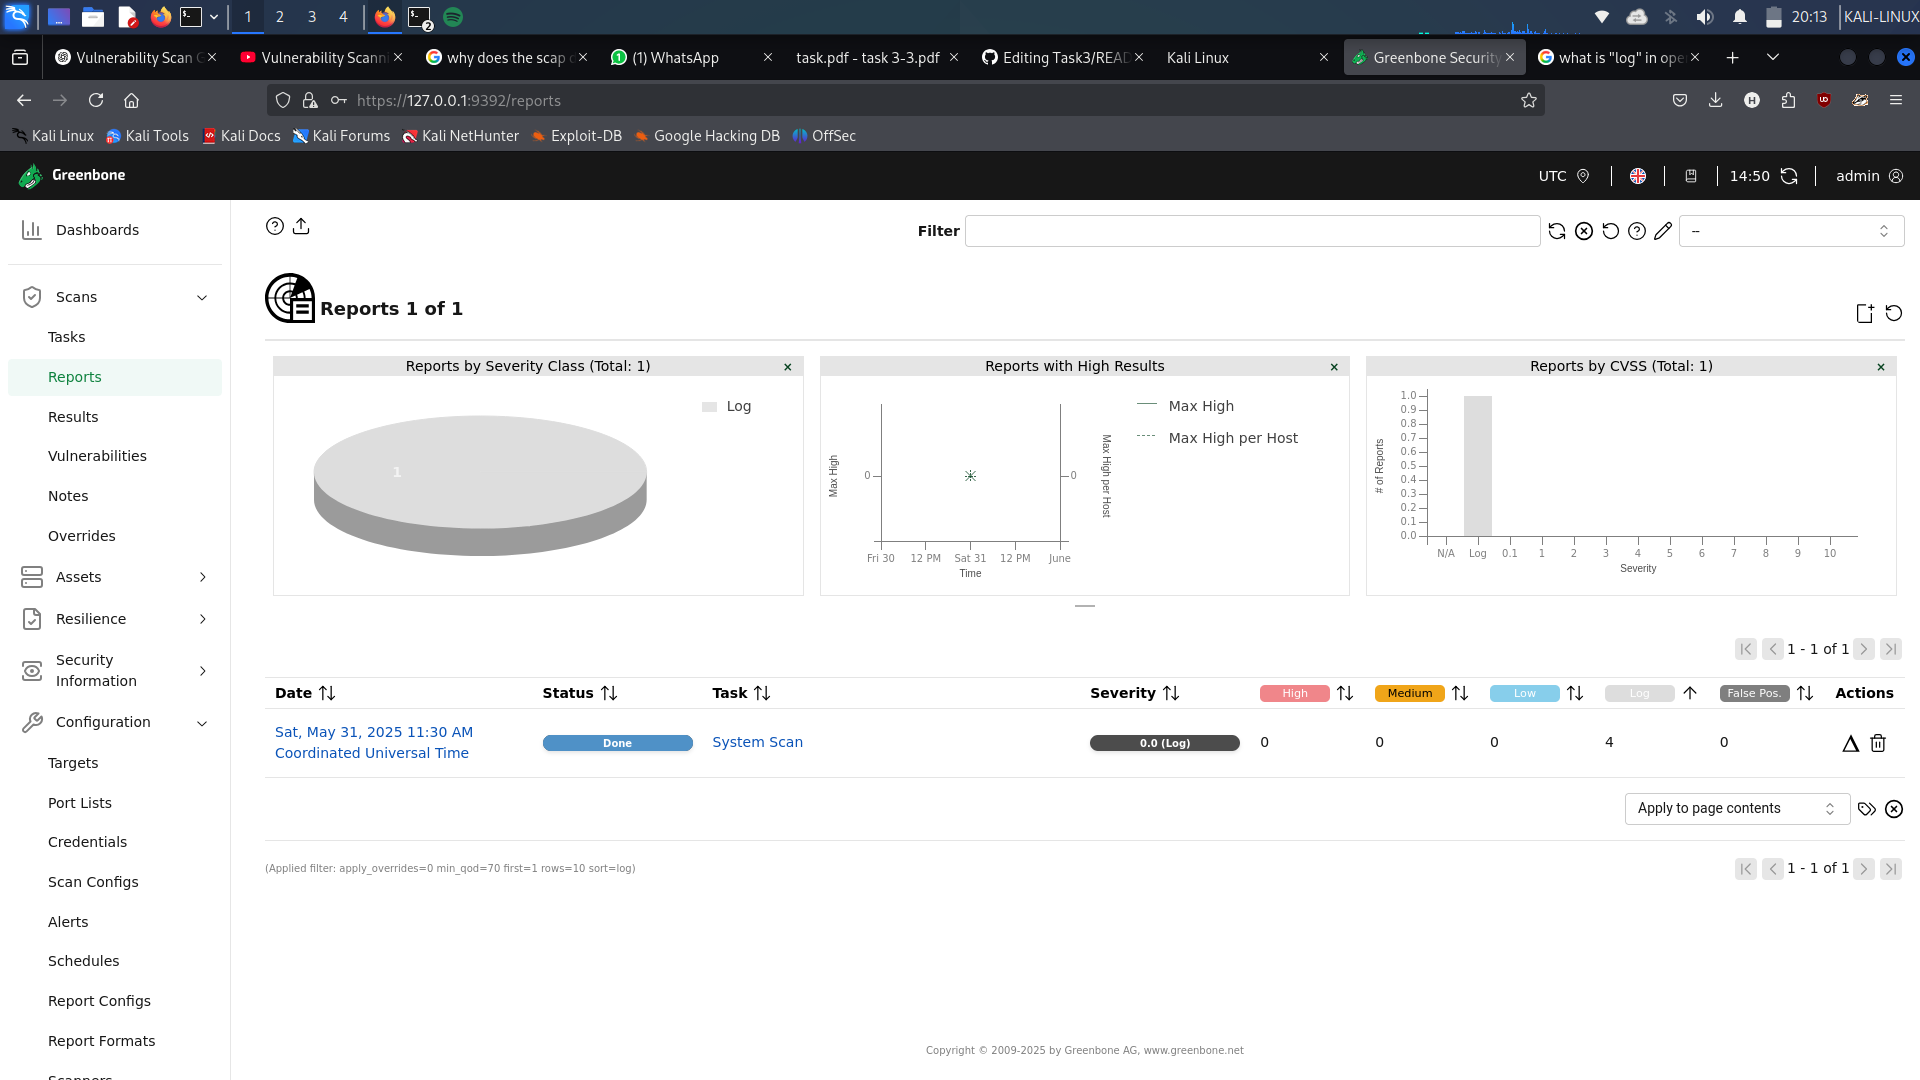 1 2 3 4
2
20:13 KALI-LINUX
Vulnerability Scan G
Vulnerability Scanni
why does the scap d
(1) WhatsApp
task.pdf - task 3-3.pdf
Editing Task3/READ
Kali Linux
Greenbone Security
what is "log" in ope
https://127.0.0.1:9392/reports
Kali Linux Kali Tools Kali Docs Kali Forums Kali NetHunter Exploit-DB Google Hacking DB OffSec
Greenbone
UTC 14:50 admin
Dashboards
Scans
Tasks
Reports
Results
Vulnerabilities
Notes
Overrides
Assets
Resilience
Security
Information
Configuration
Targets
Port Lists
Credentials
Scan Configs
Alerts
Schedules
Report Configs
Report Formats
Scanners
Filter
--
Reports 1 of 1
Reports by Severity Class (Total: 1)
Log
1
Reports with High Results
Max High
Max High per Host
Max High
0
0
Max High per Host
Fri 30 12 PM Sat 31 12 PM June
Time
Reports by CVSS (Total: 1)
# of Reports
1.0
0.9
0.8
0.7
0.6
0.5
0.4
0.3
0.2
0.1
0.0
N/A Log 0.1 1 2 3 4 5 6 7 8 9 10
Severity
1 - 1 of 1
Date Status Task Severity High Medium Low Log False Pos. Actions
Sat, May 31, 2025 11:30 AM
Coordinated Universal Time
Done System Scan 0.0 (Log) 0 0 0 4 0
Apply to page contents
(Applied filter: apply_overrides=0 min_qod=70 first=1 rows=10 sort=log)
1 - 1 of 1
Copyright © 2009-2025 by Greenbone AG, www.greenbone.net